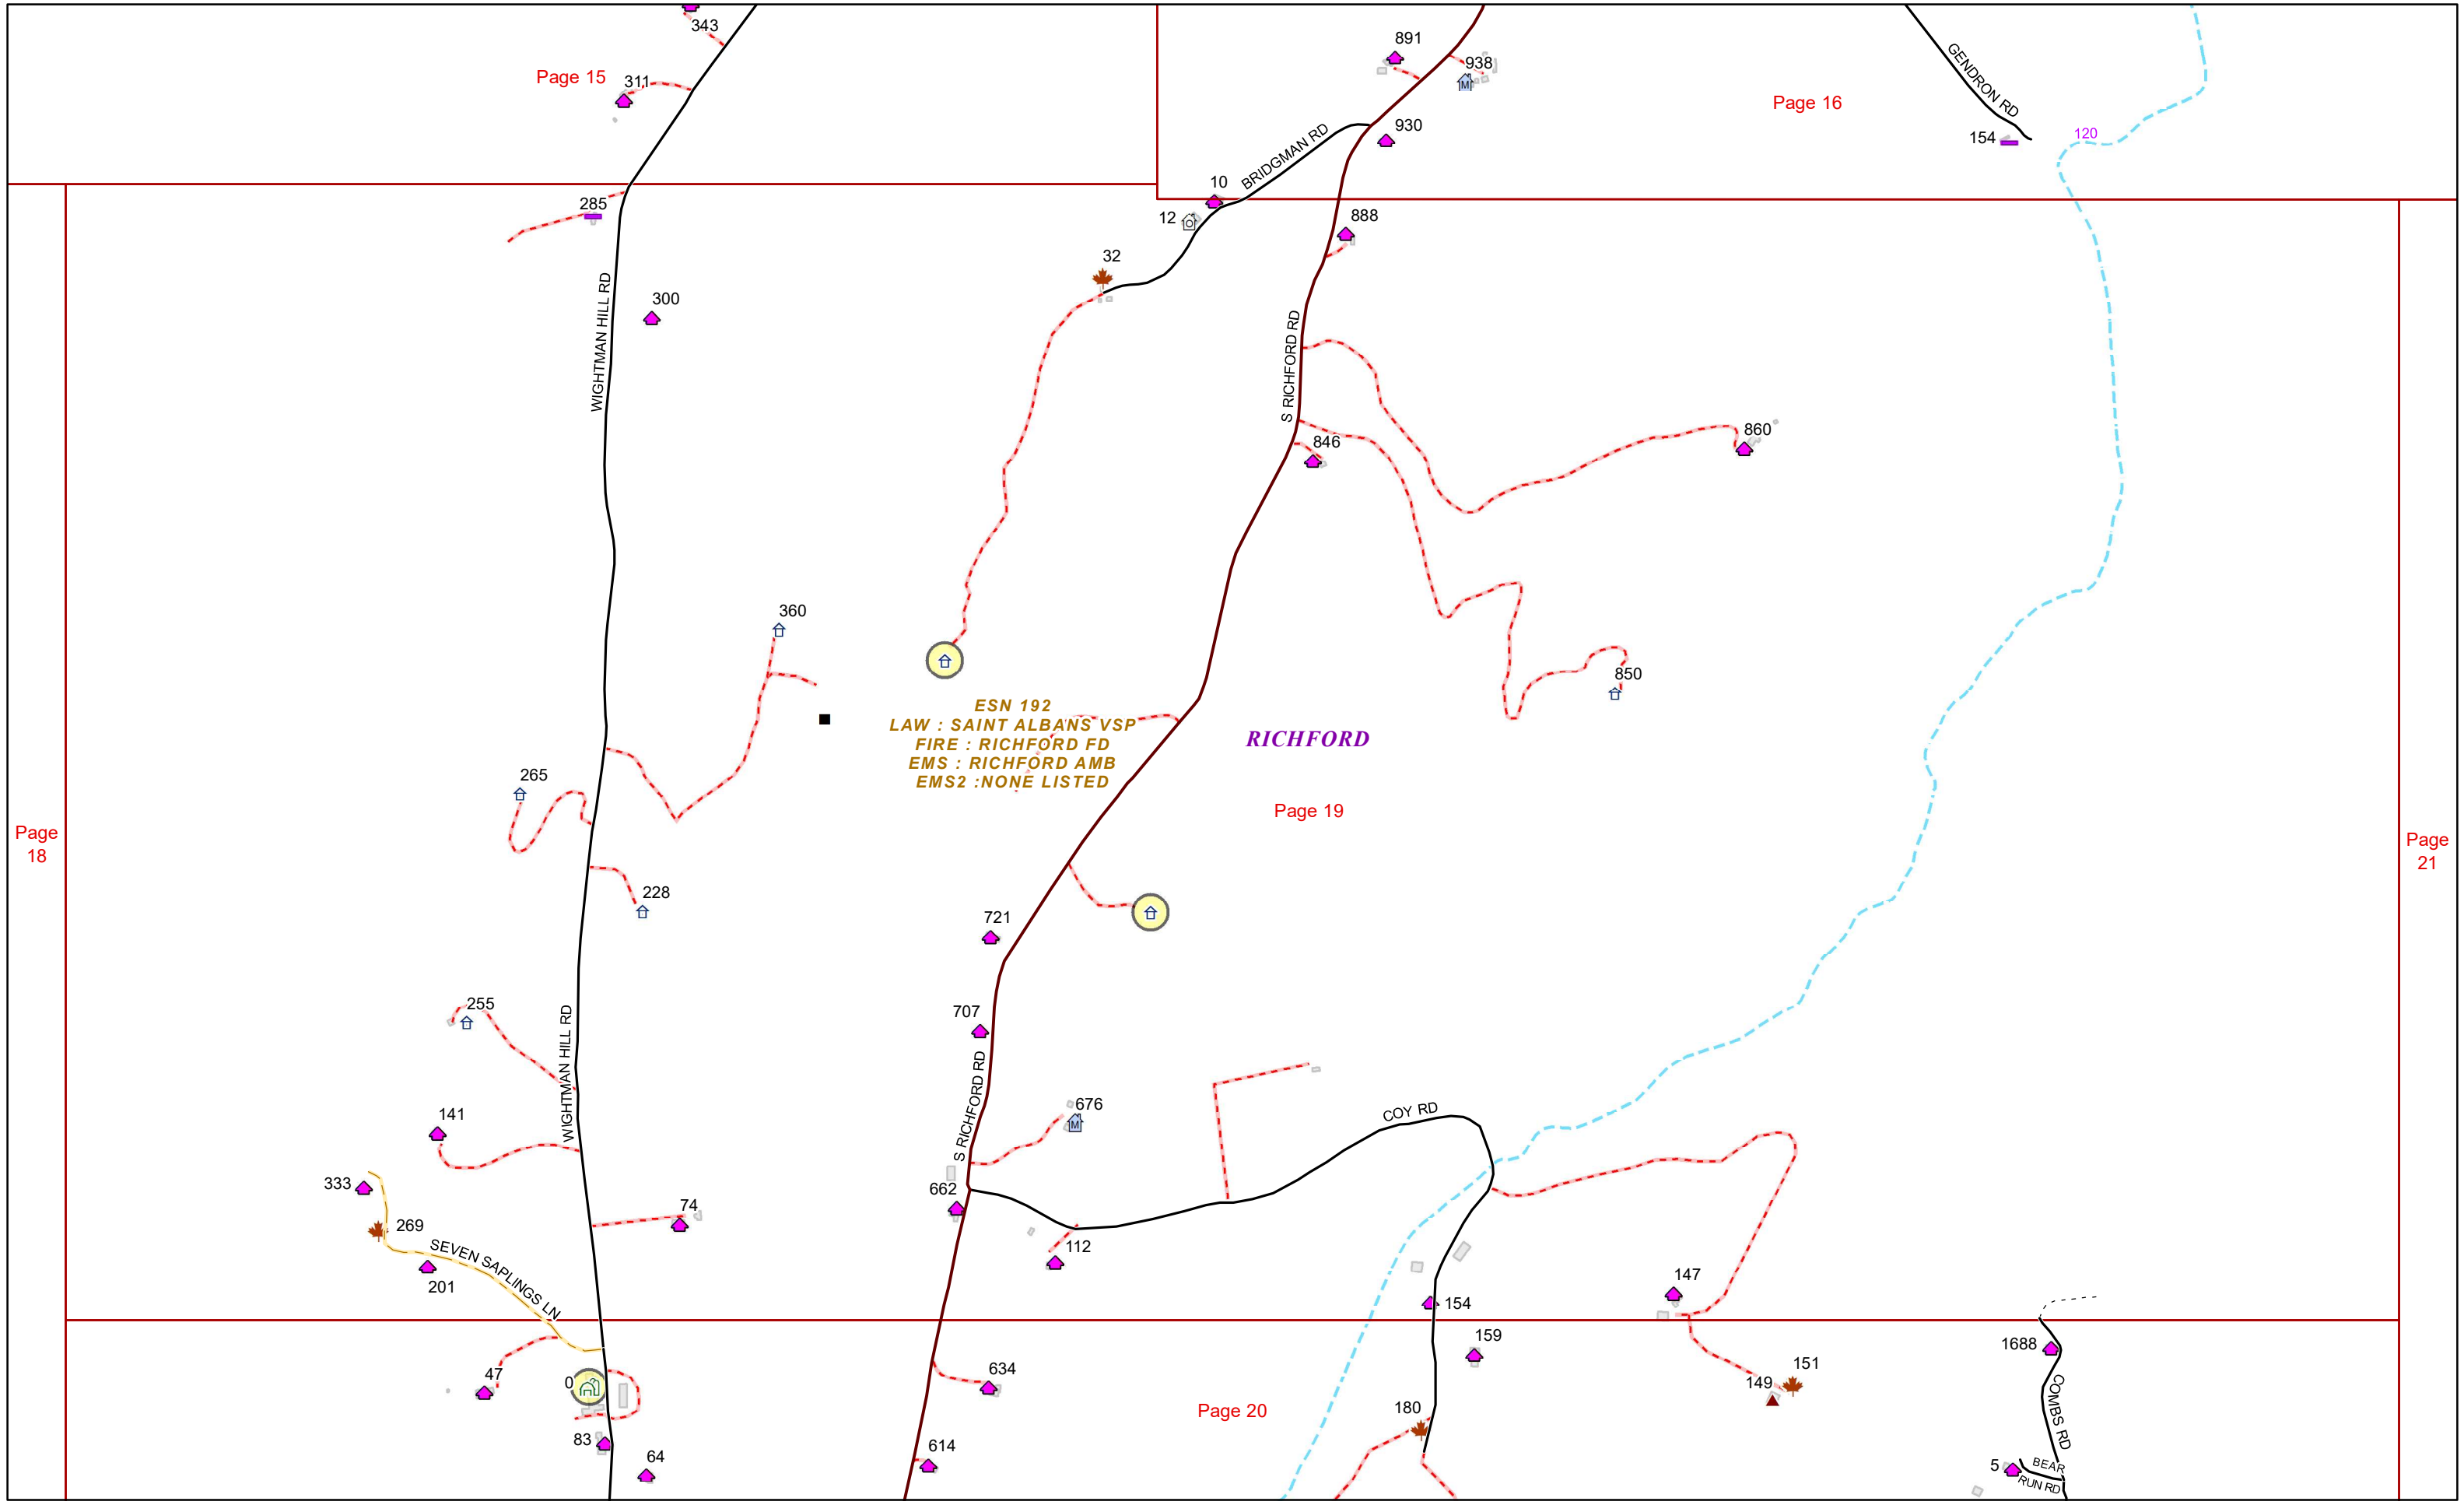 343
891
GENDRON RD
938
Page 15
311
Page 16
930
154
120
BRIDGMAN RD
10
285
12
888
32
300
WIGHTMAN HILL RD
S RICHFORD RD
860
846
360
850
ESN 192
LAW : SAINT ALBANS VSP
FIRE : RICHFORD FD
EMS : RICHFORD AMB
EMS2 :NONE LISTED
RICHFORD
265
Page 19
Page
18
Page
21
228
721
255
707
WIGHTMAN HILL RD
S RICHFORD RD
676
M
COY RD
141
333
662
74
269
SEVEN SAPLINGS LN
112
201
147
154
159
1688
47
0
634
151
149
COMBS RD
Page 20
180
83
614
64
5
BEAR
RUN RD
M